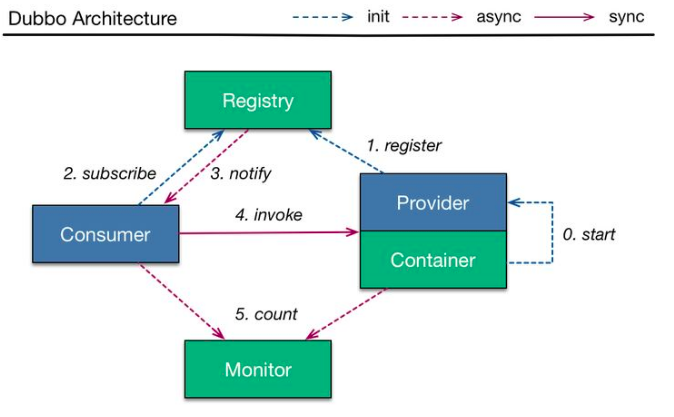 Dubbo Architecture
init
async
sync
Registry
1. register
2. subscribe
3. notify
Provider
4. invoke
Consumer
0. start
Container
5. count
Monitor